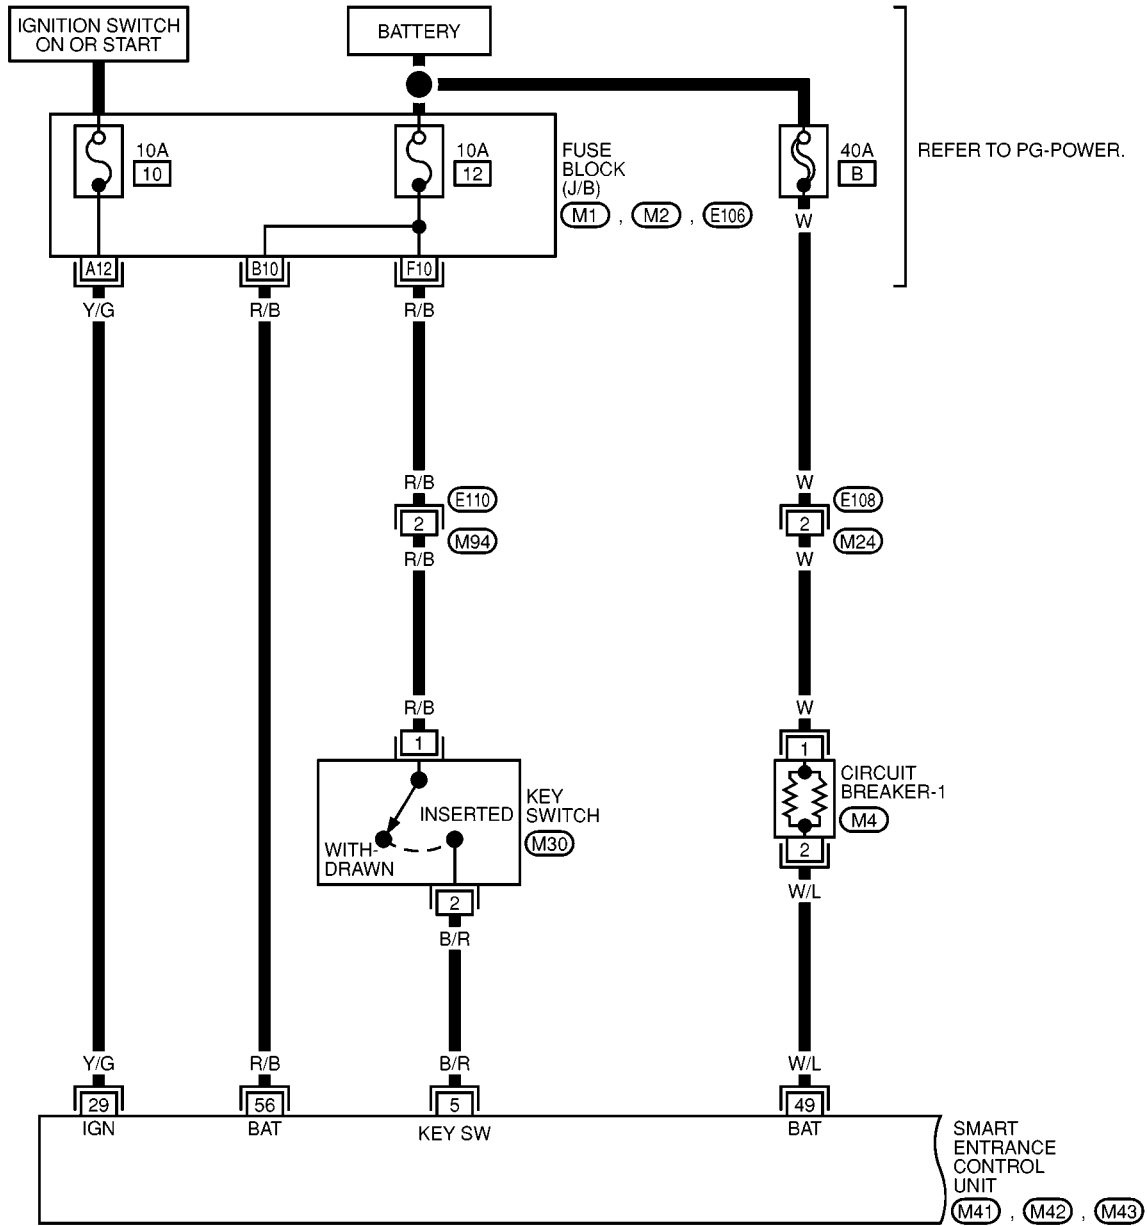 IGNITION SWITCH
ON OR START
BATTERY
10A
10
10A
12
FUSE
BLOCK
(J/B)
M1 , M2 , E106
40A
B
REFER TO PG-POWER.
W
A12
B10
F10
Y/G
R/B
R/B
R/B
E110
2
M94
R/B
W
E108
2
M24
W
R/B
W
1
1
INSERTED
WITH-
DRAWN
KEY
SWITCH
M30
CIRCUIT
BREAKER-1
M4
2
2
B/R
W/L
Y/G
R/B
B/R
W/L
29
56
5
49
IGN
BAT
KEY SW
BAT
SMART
ENTRANCE
CONTROL
UNIT
M41 , M42 , M43